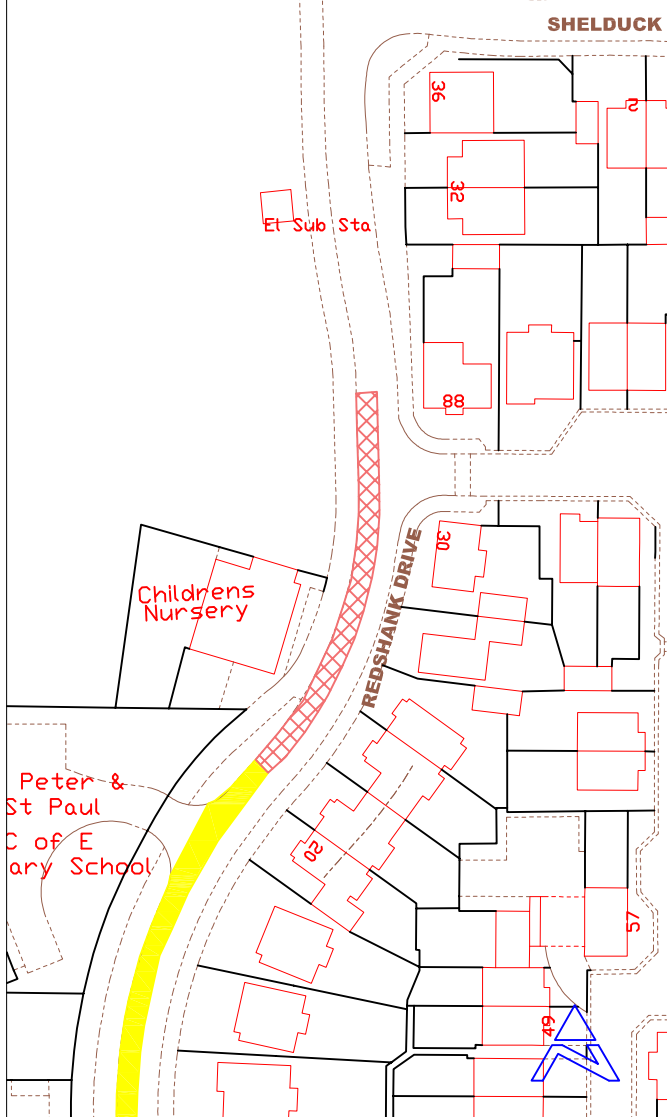 SHELDUCK
36
2
32
El Sub Sta
88
REDSHANK DRIVE
30
Childrens
Nursery
Peter &
St Paul
C of E
ary School
20
57
49
N